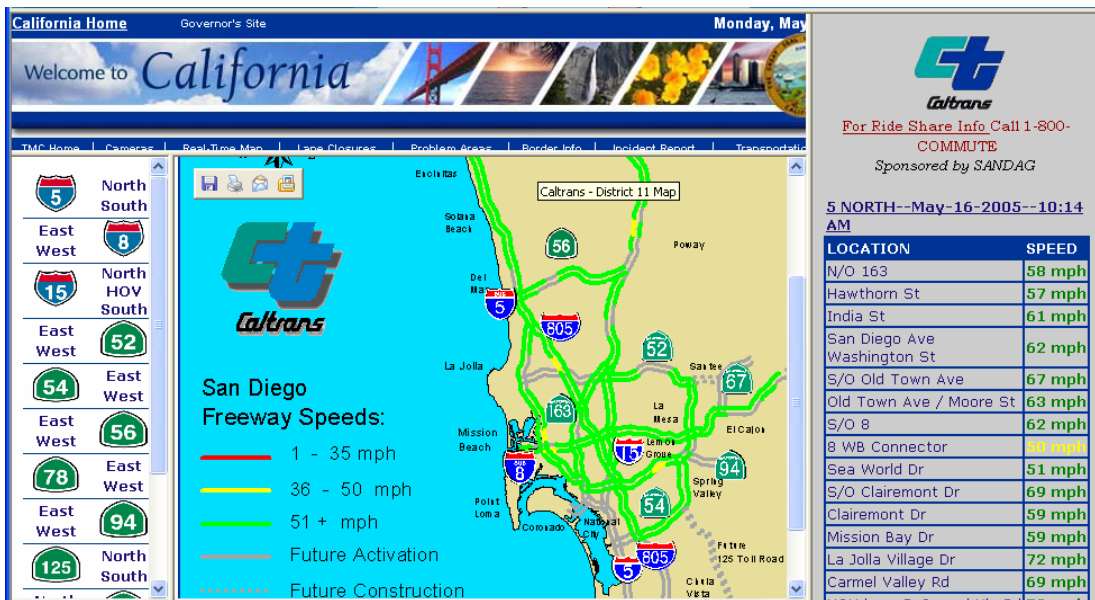 California Home
Governor's Site
Monday, May
Welcome to California
TMC Home | Cameras | Real-Time Map | Lane Closures | Problem Areas | Border Info | Incident Report | Transportatio
5
North
South
East
West
8
15
North
HOV
South
East
West
52
54
East
West
East
West
56
78
East
West
East
West
94
125
North
South
Caltrans
San Diego
Freeway Speeds:
1 - 35 mph
36 - 50 mph
51 + mph
Future Activation
Future Construction
Encinitas
Caltrans - District 11 Map
Solana
Beach
56
Poway
Del
Mar
5
805
La Jolla
52
Santee
67
163
La
Mesa
El Cajon
Mission
Beach
8
15
Lemon
Grove
94
Spring
Valley
Point
Loma
Coronado
National
City
54
Future
125 Toll Road
5
805
Chula
Vista
Caltrans
For Ride Share Info Call 1-800-
COMMUTE
Sponsored by SANDAG
5 NORTH--May-16-2005--10:14
AM
LOCATION SPEED
N/O 163 58 mph
Hawthorn St 57 mph
India St 61 mph
San Diego Ave
Washington St 62 mph
S/O Old Town Ave 67 mph
Old Town Ave / Moore St 63 mph
S/O 8 62 mph
8 WB Connector 50 mph
Sea World Dr 51 mph
S/O Clairemont Dr 69 mph
Clairemont Dr 59 mph
Mission Bay Dr 59 mph
La Jolla Village Dr 72 mph
Carmel Valley Rd 69 mph